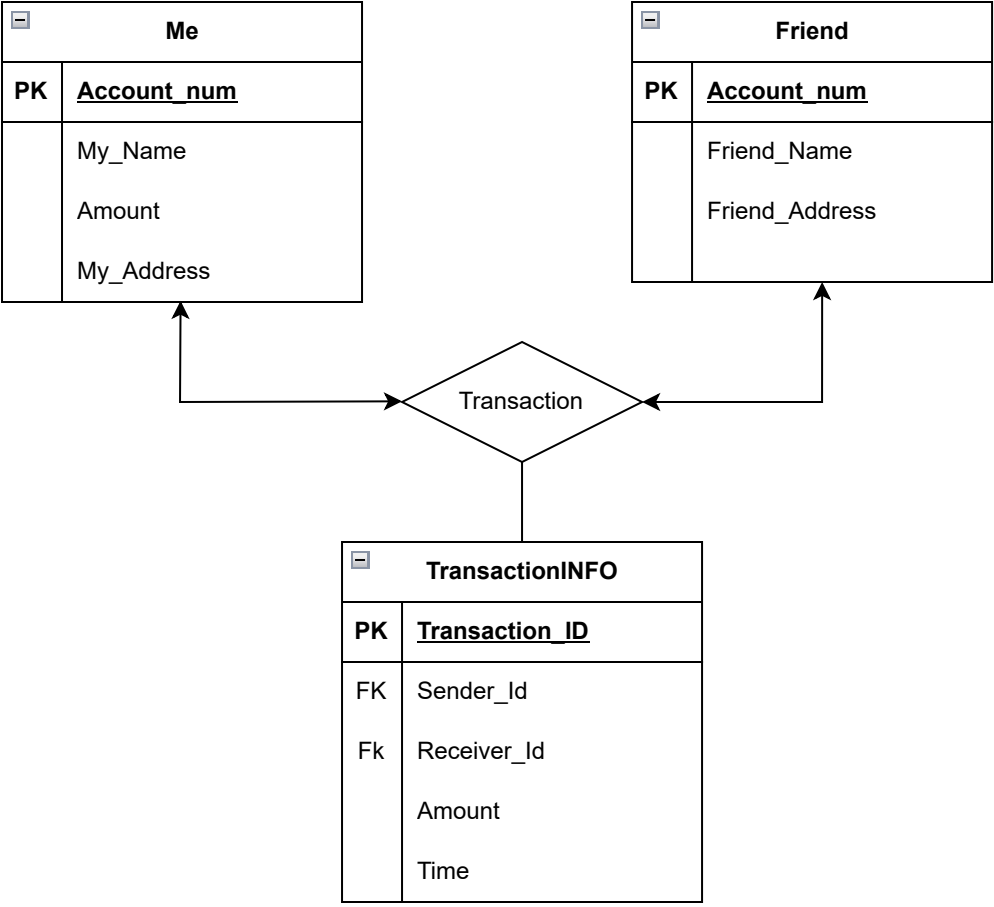 Me
PK Account_num
My_Name
Amount
My_Address
Friend
PK Account_num
Friend_Name
Friend_Address
Transaction
TransactionINFO
PK Transaction_ID
FK Sender_Id
Fk Receiver_Id
Amount
Time